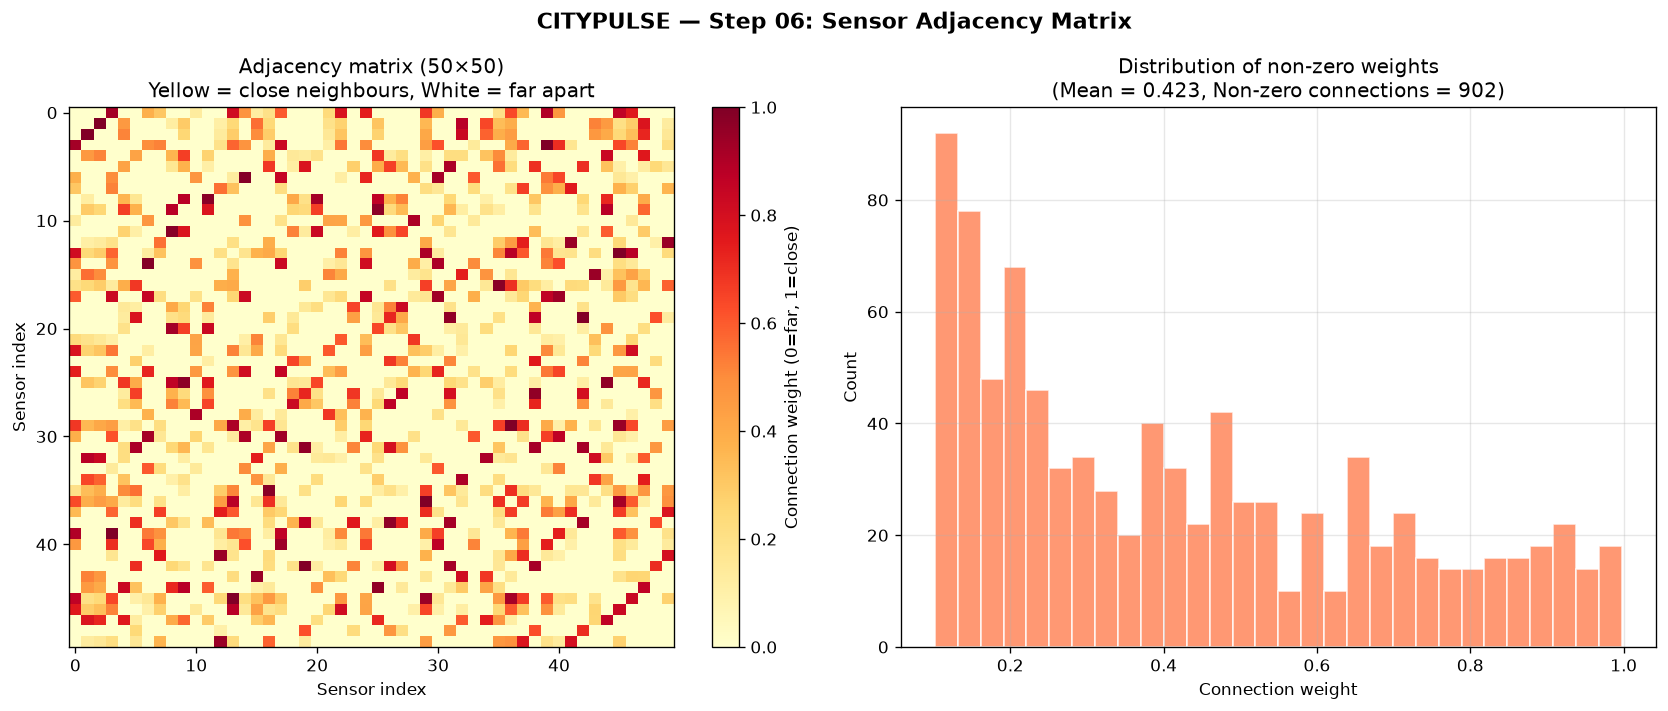 CITYPULSE — Step 06: Sensor Adjacency Matrix
Adjacency matrix (50×50)
Yellow = close neighbours, White = far apart
0
10
20
30
40
0
10
20
30
40
Sensor index
Sensor index
1.0
0.8
0.6
0.4
0.2
0.0
Connection weight (0=far, 1=close)
Distribution of non-zero weights
(Mean = 0.423, Non-zero connections = 902)
80
60
40
20
0
0.2
0.4
0.6
0.8
1.0
Count
Connection weight